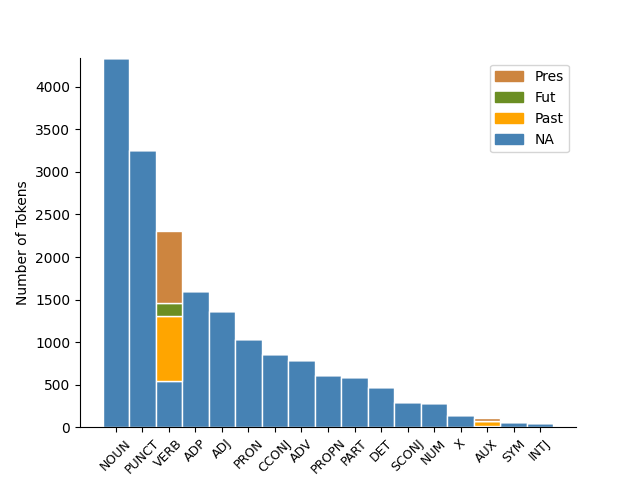 Pres
Fut
Past
NA
Number of Tokens
4000
3500
3000
2500
2000
1500
1000
500
0
NOUN
PUNCT
VERB
ADP
ADJ
PRON
CCONJ
ADV
PROPN
PART
DET
SCONJ
NUM
X
AUX
SYM
INTJ